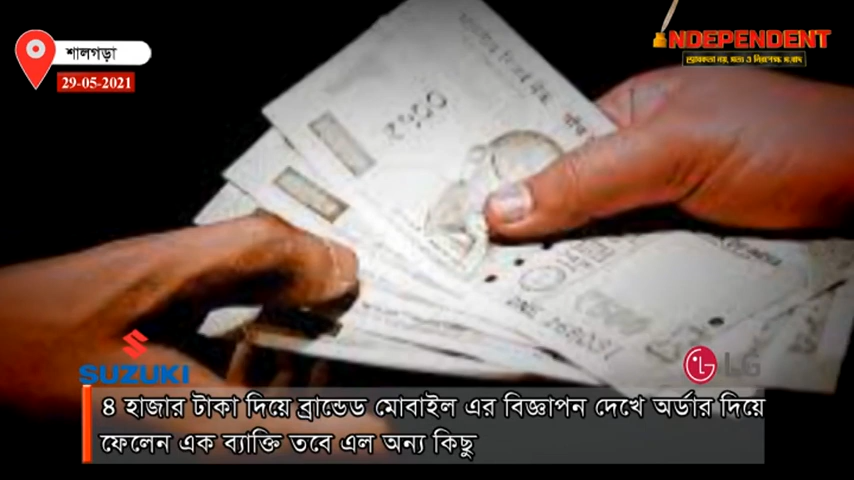 শালগড়া
29-05-2021
INDEPENDENT
SUZUKI
LG
৪ হাজার টাকা দিয়ে ব্রান্ডেড মোবাইল এর বিজ্ঞাপন দেখে অর্ডার দিয়ে
ফেলেন এক ব্যাক্তি তবে এল অন্য কিছু